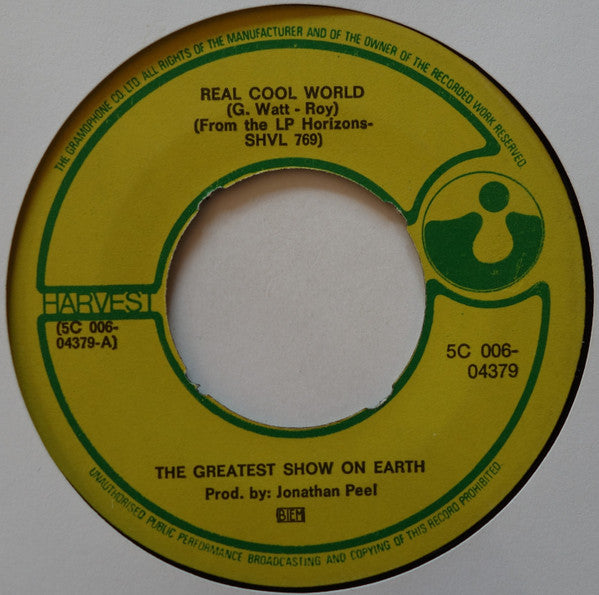 THE GRAMOPHONE CO. LTD. ALL RIGHTS OF THE MANUFACTURER AND OF THE OWNER OF THE RECORDED WORK RESERVED.
REAL COOL WORLD
(G. Watt - Roy)
(From the LP Horizons-
SHVL 769)
HARVEST
(5C 006-
04379-A)
5C 006-
04379
THE GREATEST SHOW ON EARTH
Prod. by: Jonathan Peel
BIEM
UNAUTHORISED PUBLIC PERFORMANCE BROADCASTING AND COPYING OF THIS RECORD PROHIBITED.